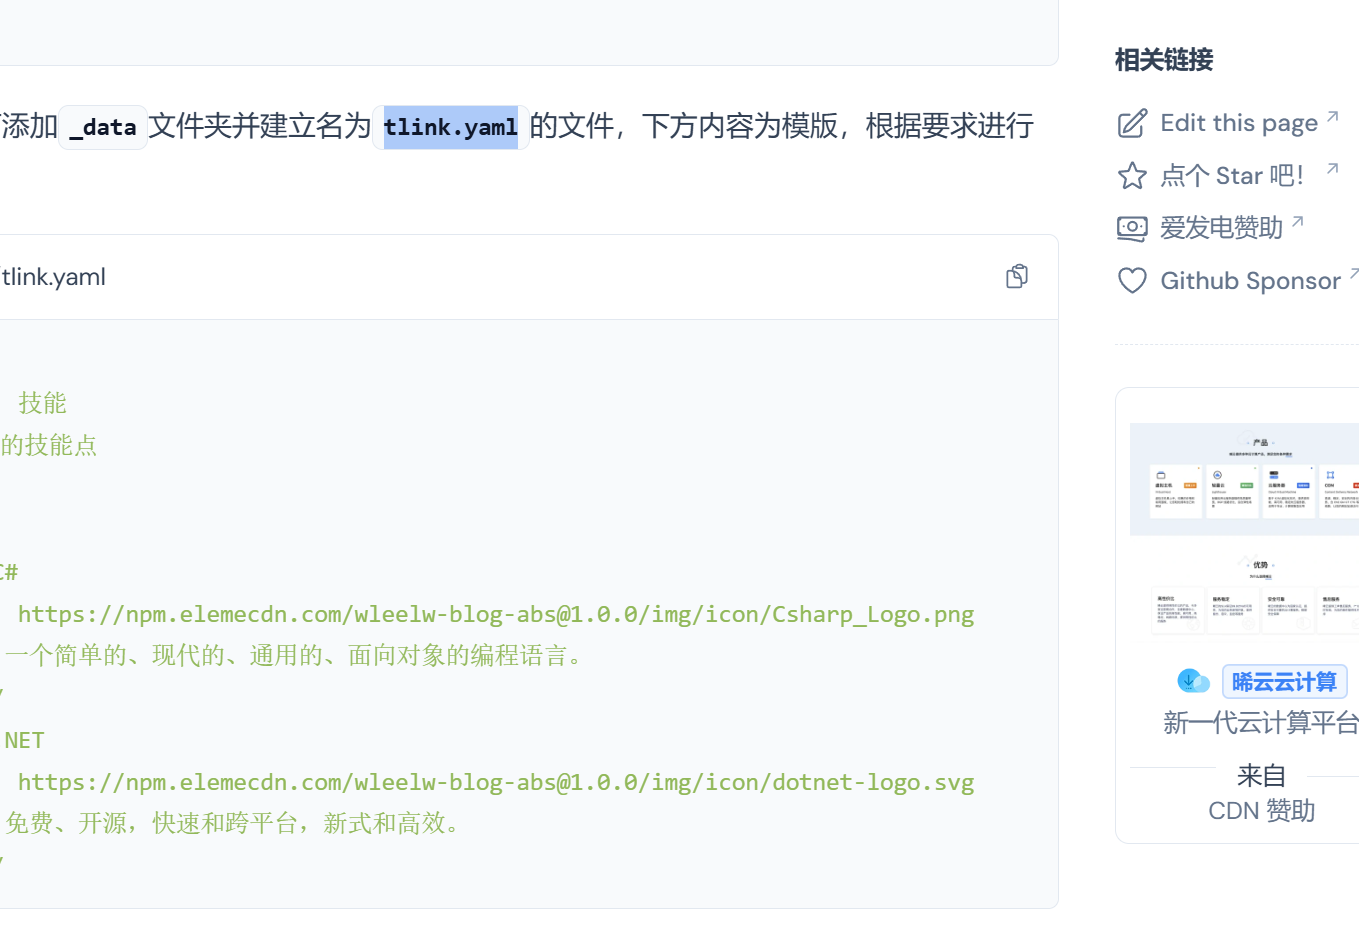 添加 _data 文件夹并建立名为 tlink.yaml 的文件，下方内容为模版，根据要求进行
tlink.yaml
技能
的技能点
C#
https://npm.elemecdn.com/wleelw-blog-abs@1.0.0/img/icon/Csharp_Logo.png
一个简单的、现代的、通用的、面向对象的编程语言。
NET
https://npm.elemecdn.com/wleelw-blog-abs@1.0.0/img/icon/dotnet-logo.svg
免费、开源，快速和跨平台，新式和高效。
相关链接
Edit this page
点个 Star 吧！
爱发电赞助
Github Sponsor
产品
优势
晞云云计算
新一代云计算平台
来自
CDN 赞助